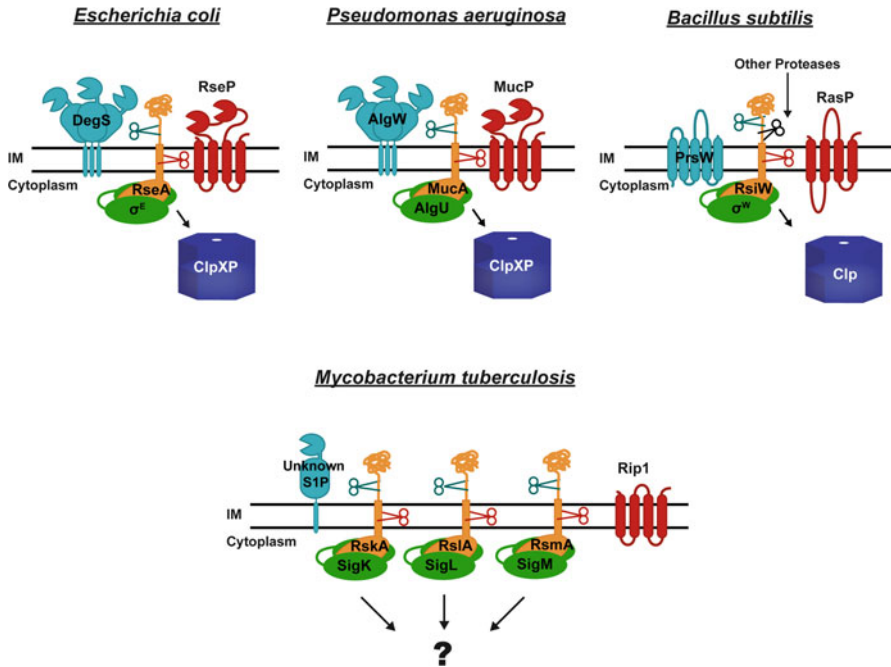 Escherichia coli
RseP
DegS
IM
Cytoplasm
RseA
σE
ClpXP
Pseudomonas aeruginosa
MucP
AlgW
IM
Cytoplasm
MucA
AlgU
ClpXP
Bacillus subtilis
Other Proteases
RasP
IM
PrsW
Cytoplasm
RsiW
σW
Clp
Mycobacterium tuberculosis
Unknown
S1P
Rip1
IM
Cytoplasm
RskA
RslA
RsmA
SigK
SigL
SigM
?